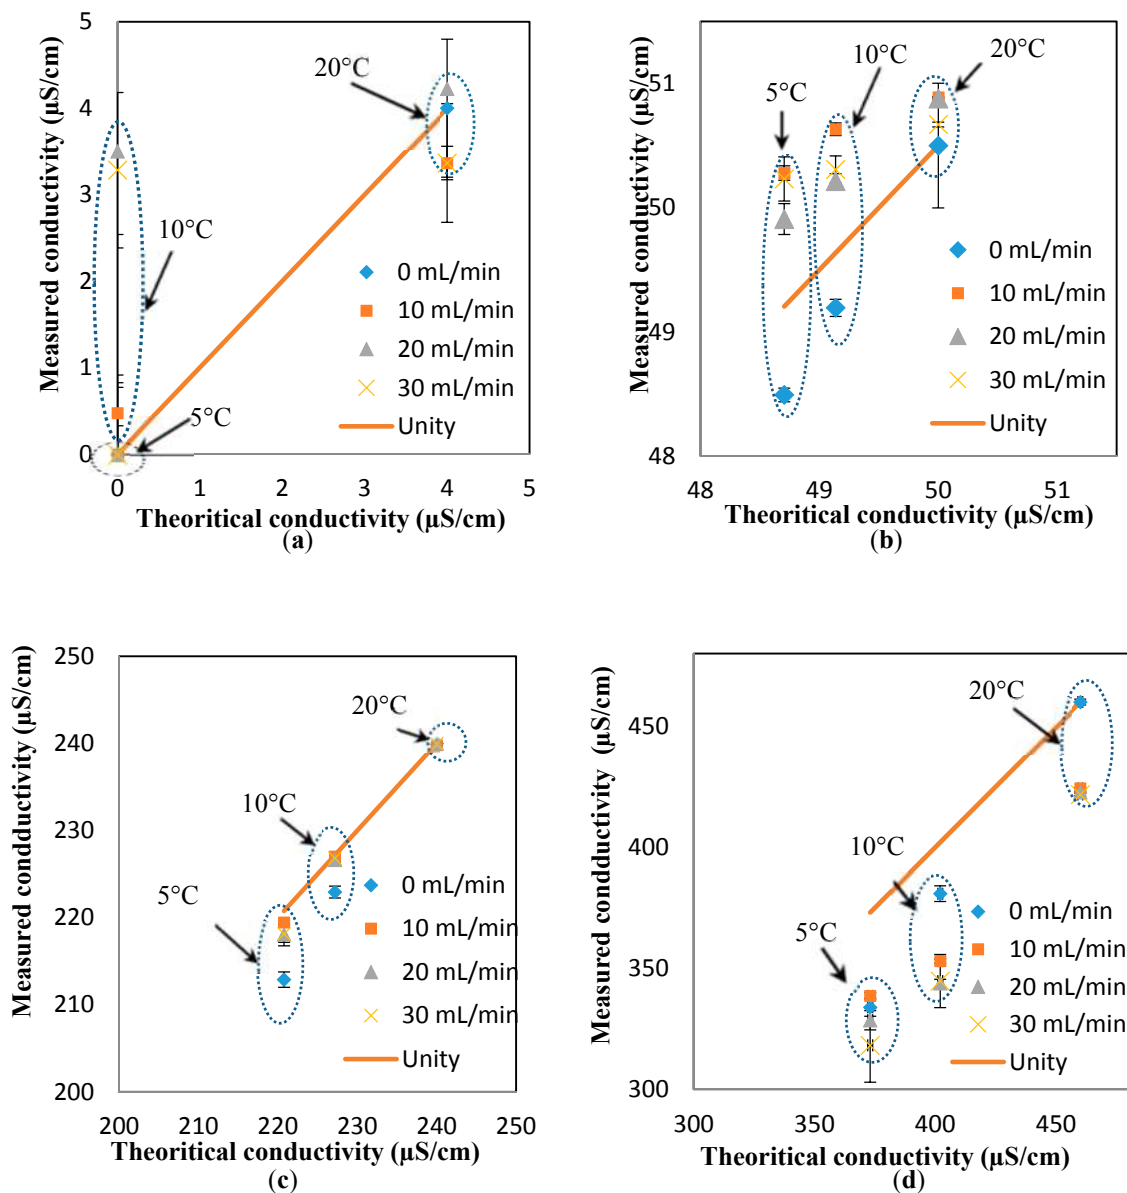 5
4
3
2
1
0
Measured conductivity (µS/cm)
20°C
10°C
5°C
0 mL/min
10 mL/min
20 mL/min
30 mL/min
Unity
0 1 2 3 4 5
Theoritical conductivity (µS/cm)
(a)
51
50
49
48
Measured conductivity (µS/cm)
5°C
10°C
20°C
0 mL/min
10 mL/min
20 mL/min
30 mL/min
Unity
48 49 50 51
Theoritical conductivity (µS/cm)
(b)
250
240
230
220
210
200
Measured condductivity (µS/cm)
20°C
10°C
5°C
0 mL/min
10 mL/min
20 mL/min
30 mL/min
Unity
200 210 220 230 240 250
Theoritical conductivity (µS/cm)
(c)
450
400
350
300
Measured conductivity (µS/cm)
20°C
10°C
5°C
0 mL/min
10 mL/min
20 mL/min
30 mL/min
Unity
300 350 400 450
Theoritical conductivity (µS/cm)
(d)